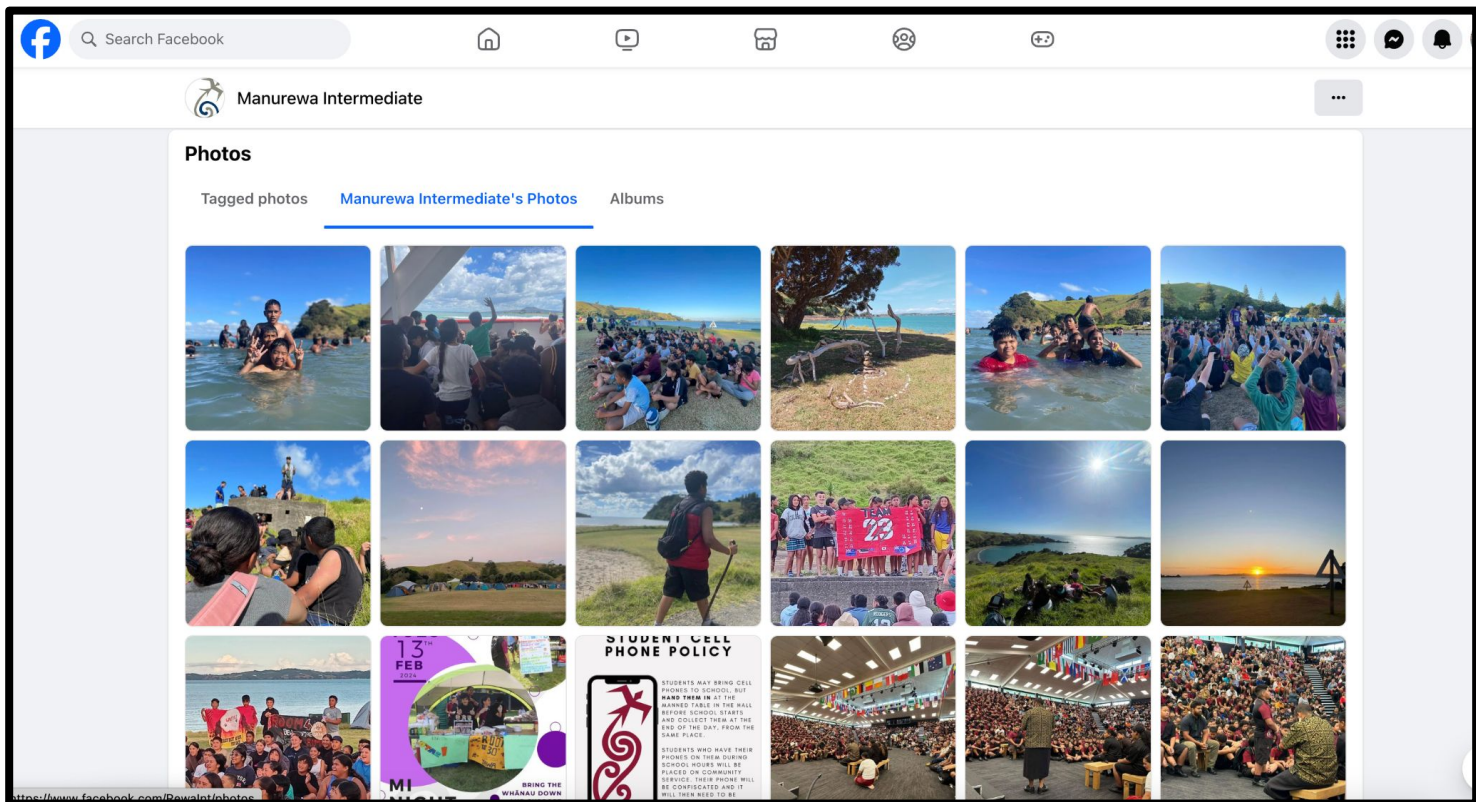 Search Facebook
Manurewa Intermediate
Photos
Tagged photos
Manurewa Intermediate's Photos
Albums
TEAM
23
13TH
FEB
2024
MI
BRING THE
WHĀNAU DOWN
STUDENT CELL
PHONE POLICY
STUDENTS MAY BRING CELL
PHONES TO SCHOOL, BUT
HAND THEM IN AT THE
MANNED TABLE IN THE HALL
BEFORE SCHOOL STARTS
AND COLLECT THEM AT THE
END OF THE DAY, FROM THE
SAME PLACE.
STUDENTS WHO HAVE THEIR
PHONES ON THEM DURING
SCHOOL HOURS WILL BE
PLACED ON COMMUNITY
SERVICE. THEIR PHONE WILL
BE CONFISCATED AND IT
WILL THEN NEED TO BE
https://www.facebook.com/RewaInt/photos